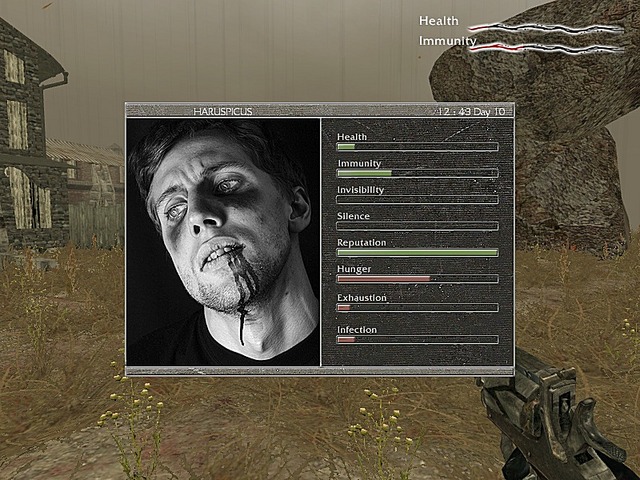 Health
Immunity
HARUSPICUS 12 : 49 Day 10
Health
Immunity
Invisibility
Silence
Reputation
Hunger
Exhaustion
Infection